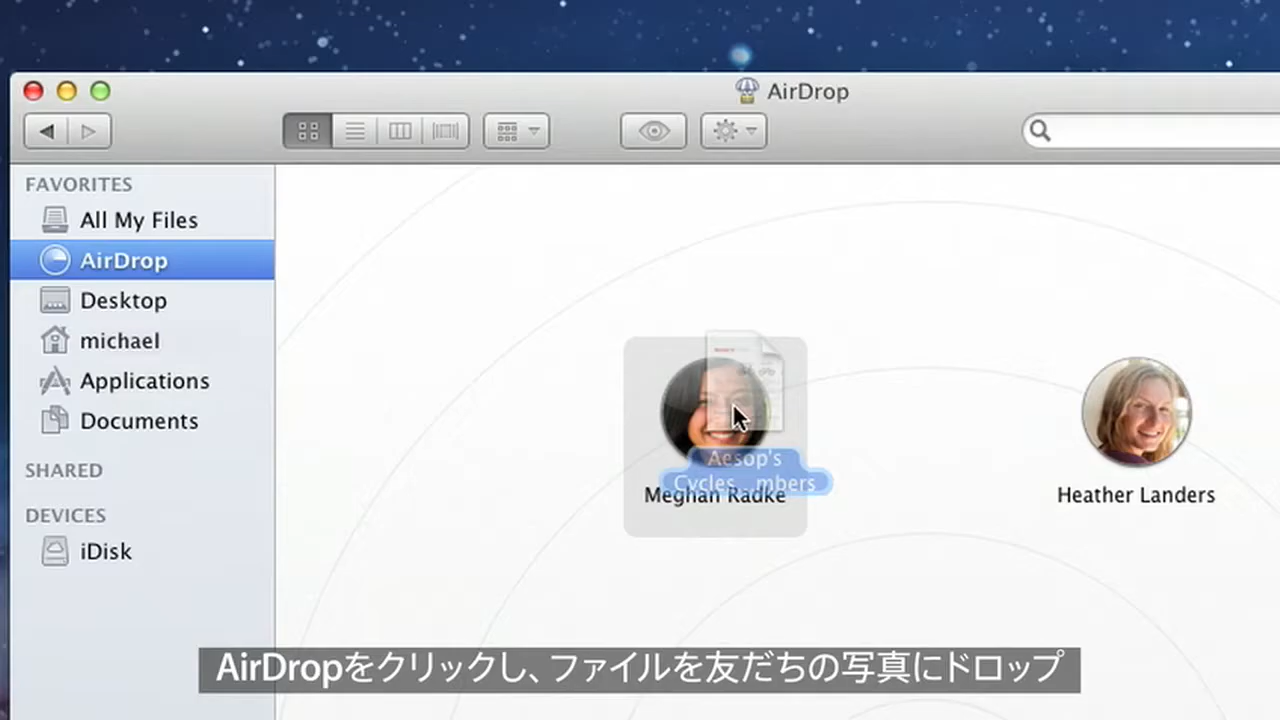 AirDrop
FAVORITES
All My Files
AirDrop
Desktop
michael
Applications
Documents
SHARED
DEVICES
iDisk
Aesop's
Cycles...mbers
Meghan Radke
Heather Landers
AirDropをクリックし、ファイルを友だちの写真にドロップ